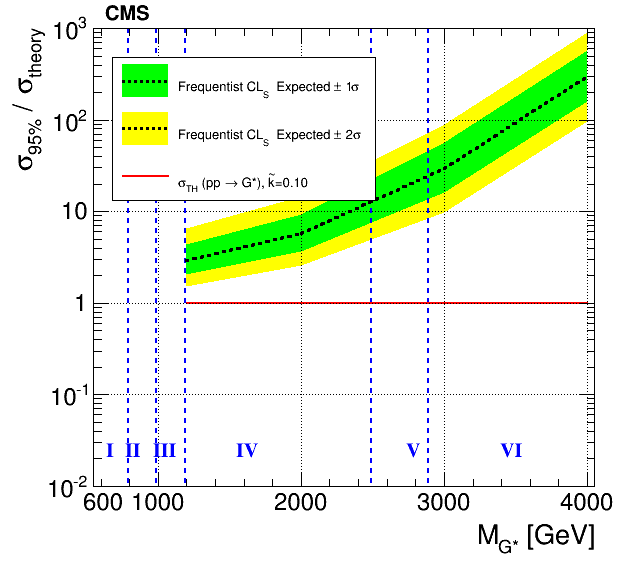 CMS
10³
10²
10
1
10⁻¹
10⁻²
σ95% / σtheory
Frequentist CLS Expected ± 1σ
Frequentist CLS Expected ± 2σ
σTH (pp → G*), k̃=0.10
I II III IV V VI
600 1000 2000 3000 4000
MG* [GeV]